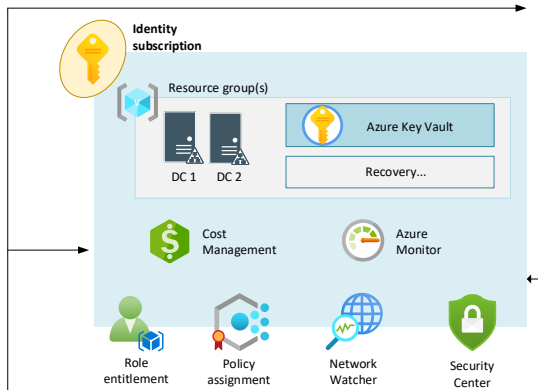 Identity
subscription
Resource group(s)
Azure Key Vault
DC 1
DC 2
Recovery...
Cost
Management
Azure
Monitor
Role
entitlement
Policy
assignment
Network
Watcher
Security
Center